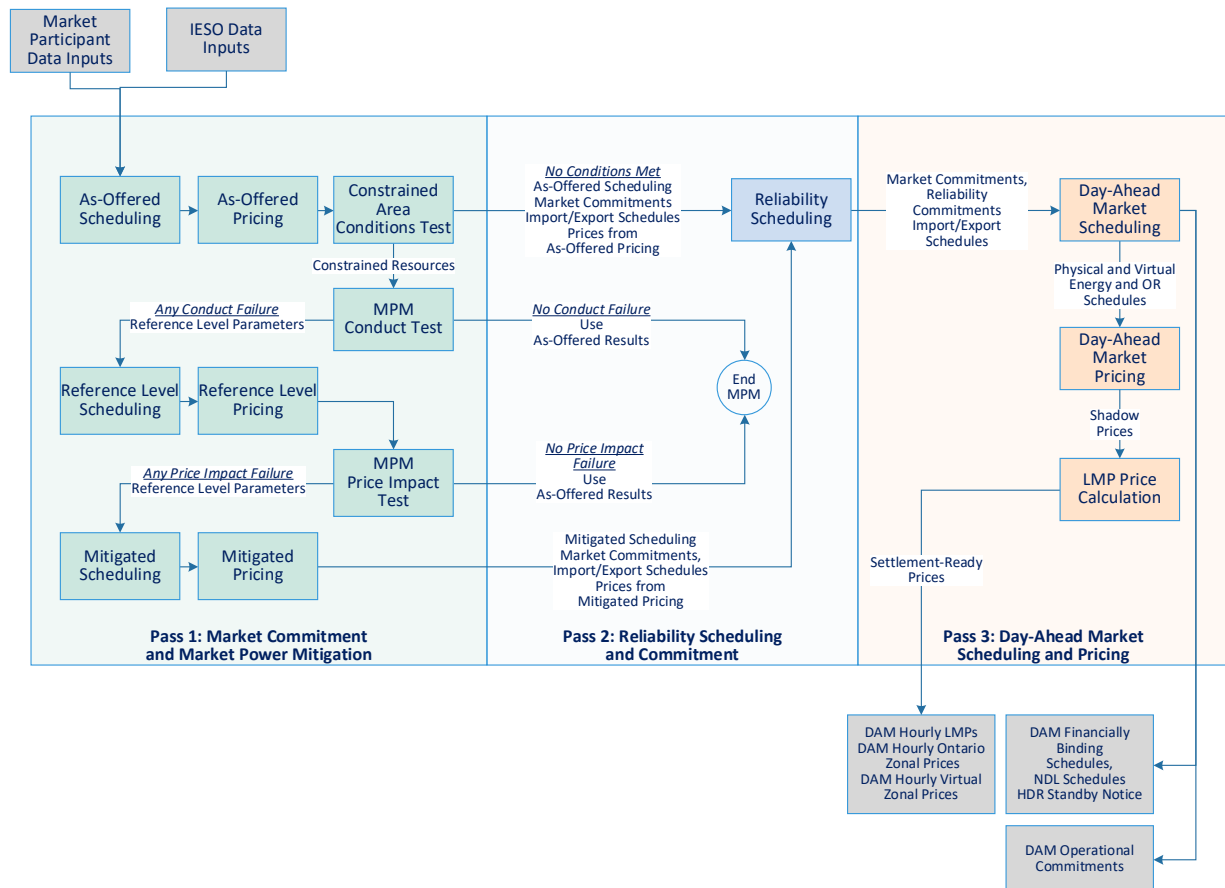 Market
Participant
Data Inputs
IESO Data
Inputs
As-Offered
Scheduling
As-Offered
Pricing
Constrained
Area
Conditions Test
No Conditions Met
As-Offered Scheduling
Market Commitments
Import/Export Schedules
Prices from
As-Offered Pricing
Reliability
Scheduling
Market Commitments,
Reliability
Commitments
Import/Export
Schedules
Day-Ahead
Market
Scheduling
Constrained Resources
Physical and Virtual
Energy and OR
Schedules
Any Conduct Failure
Reference Level Parameters
MPM
Conduct Test
No Conduct Failure
Use
As-Offered Results
Day-Ahead
Market
Pricing
Reference Level
Scheduling
Reference Level
Pricing
End
MPM
Shadow
Prices
Any Price Impact Failure
Reference Level Parameters
MPM
Price Impact
Test
No Price Impact
Failure
Use
As-Offered Results
LMP Price
Calculation
Mitigated
Scheduling
Mitigated
Pricing
Mitigated Scheduling
Market Commitments,
Import/Export Schedules
Prices from
Mitigated Pricing
Settlement-Ready
Prices
Pass 1: Market Commitment
and Market Power Mitigation
Pass 2: Reliability Scheduling
and Commitment
Pass 3: Day-Ahead Market
Scheduling and Pricing
DAM Hourly LMPs
DAM Hourly Ontario
Zonal Prices
DAM Hourly Virtual
Zonal Prices
DAM Financially
Binding
Schedules,
NDL Schedules
HDR Standby Notice
DAM Operational
Commitments